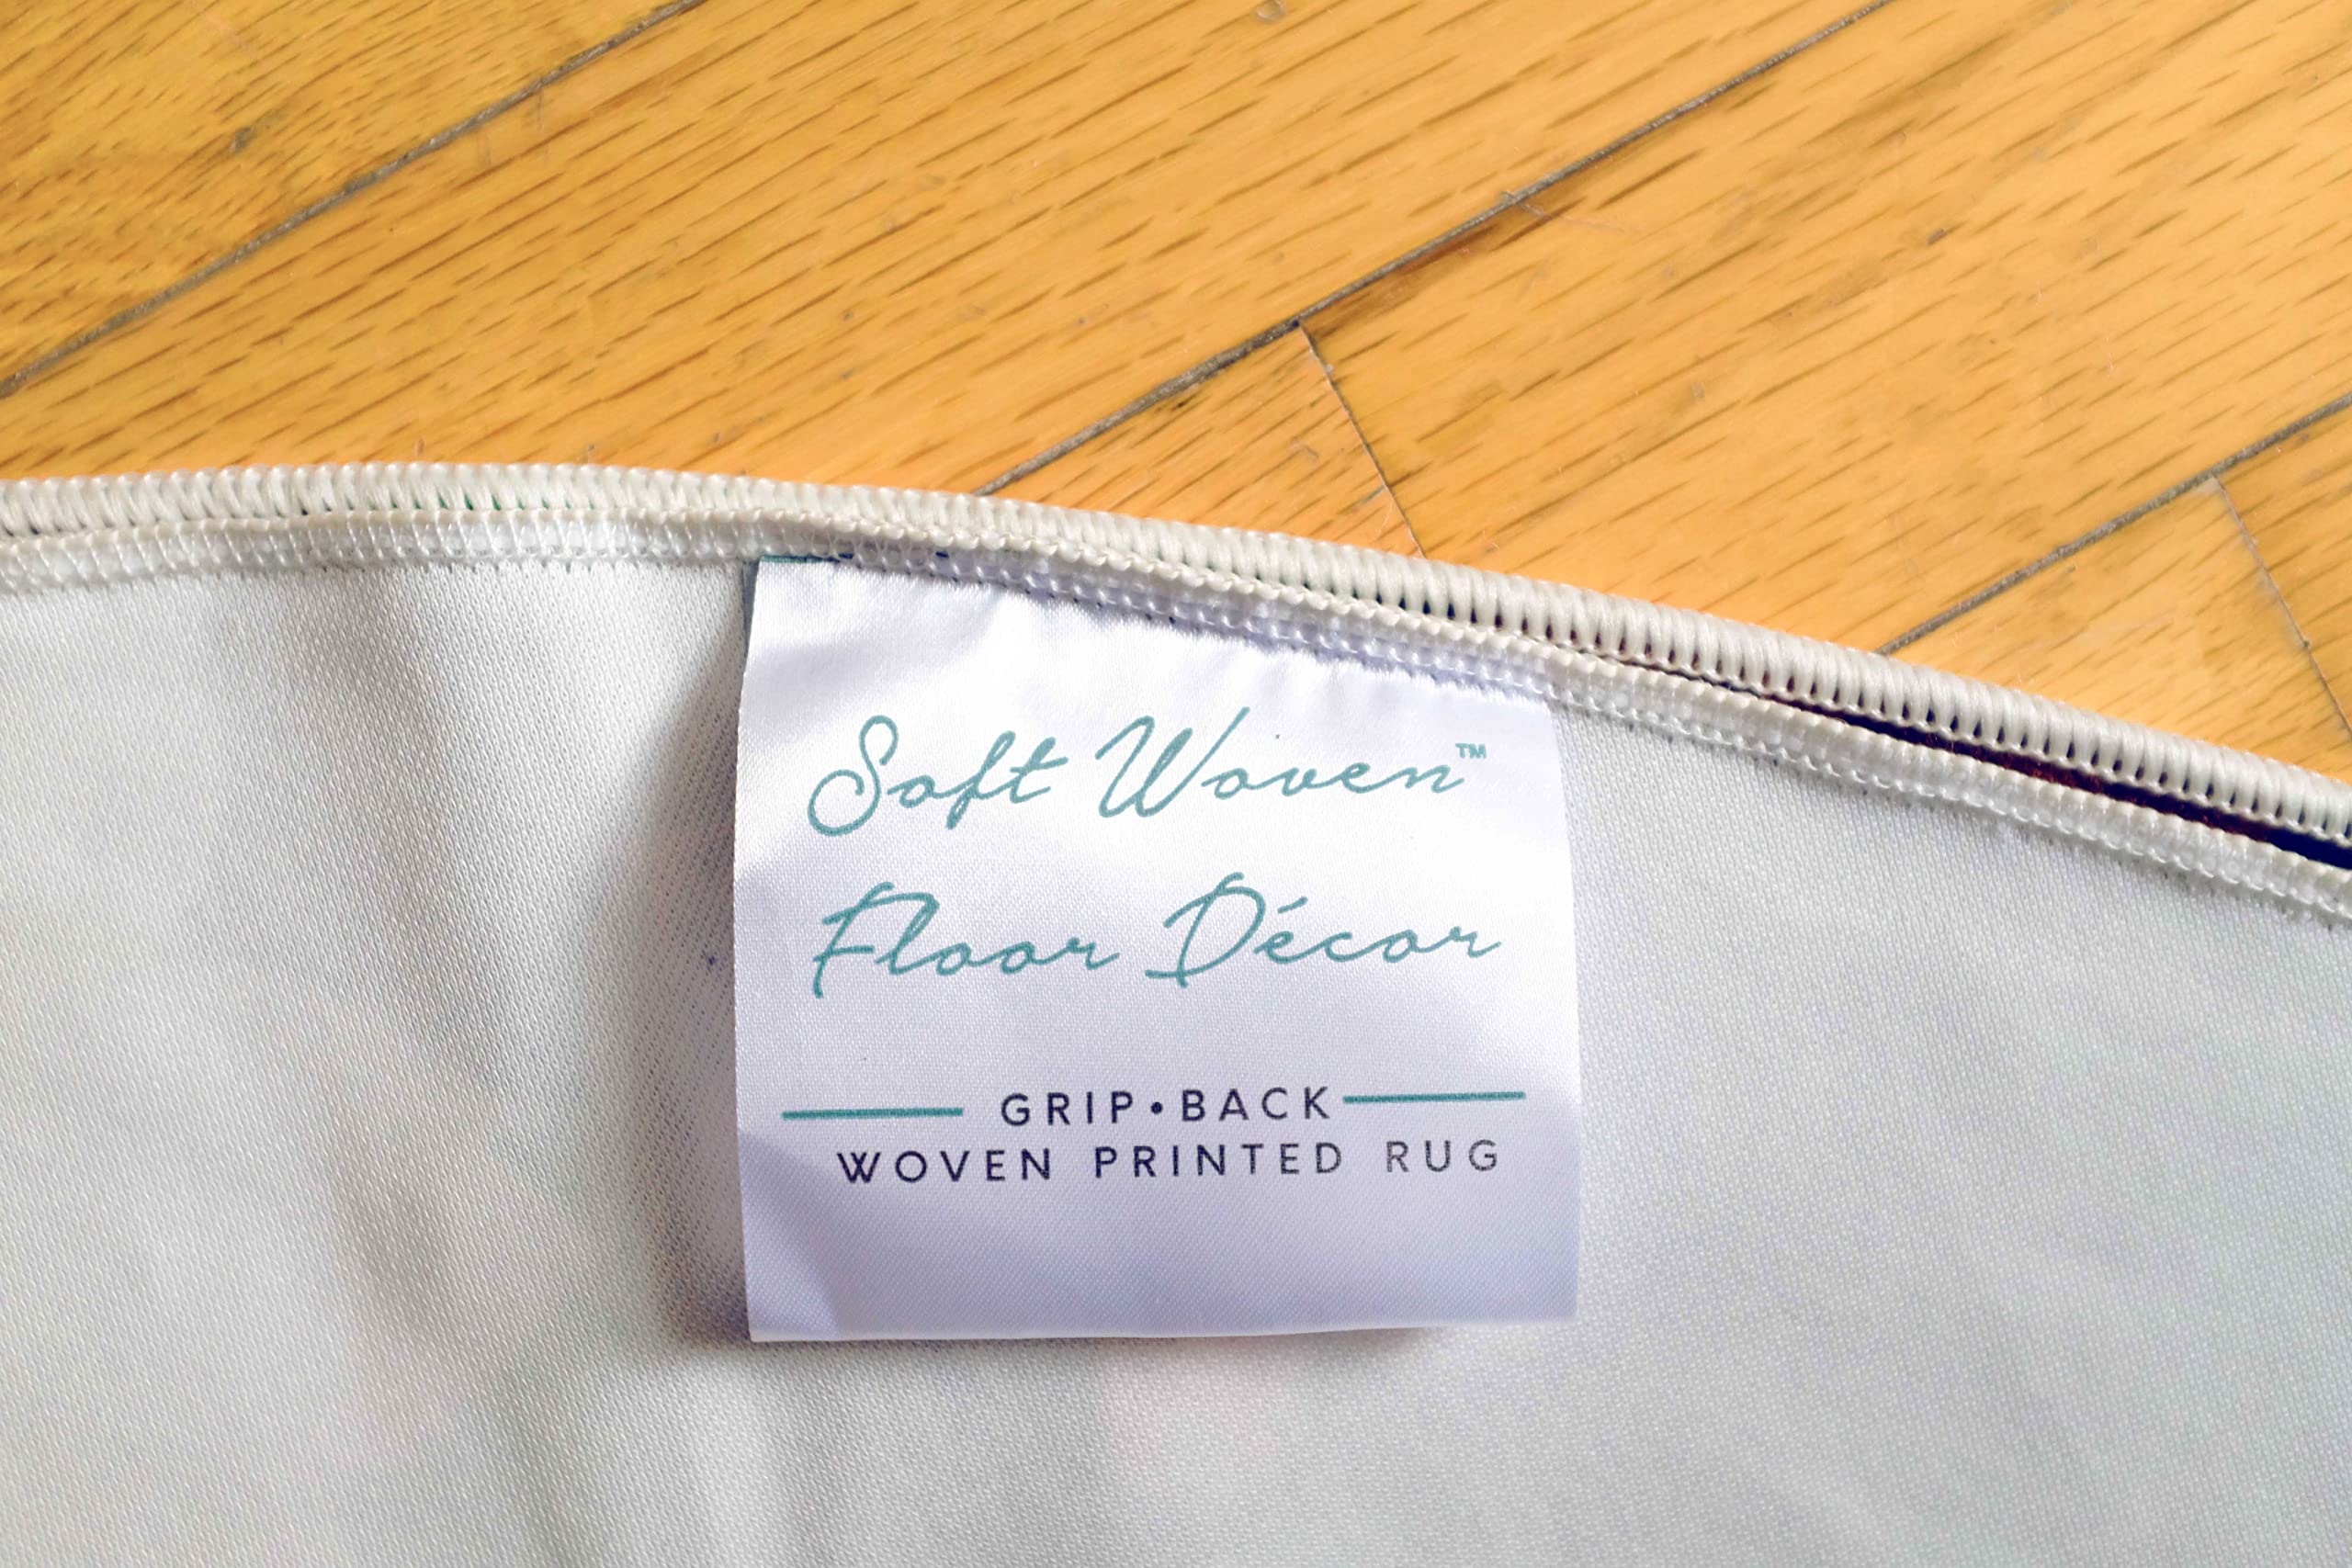 Soft Woven™
Floor Décor
GRIP•BACK
WOVEN PRINTED RUG